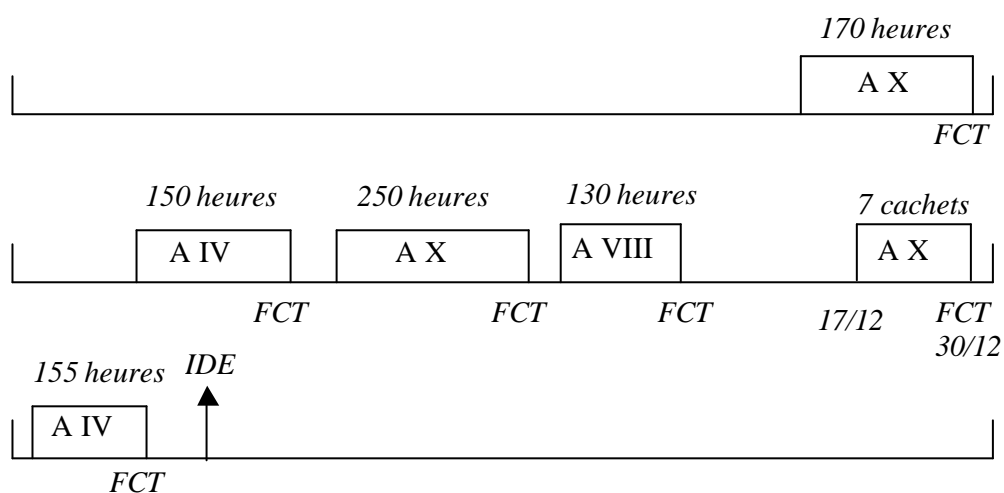 170 heures
A X
FCT
150 heures 250 heures 130 heures 7 cachets
A IV A X A VIII A X
FCT FCT FCT 17/12 FCT
30/12
155 heures IDE
A IV
FCT